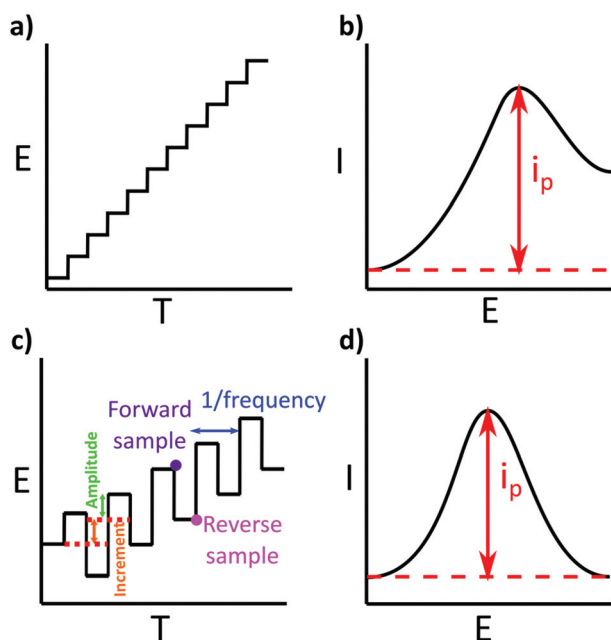 a)
E
T
b)
I
i_p
E
c)
E
Amplitude
Increment
Forward
sample
1/frequency
Reverse
sample
T
d)
I
i_p
E